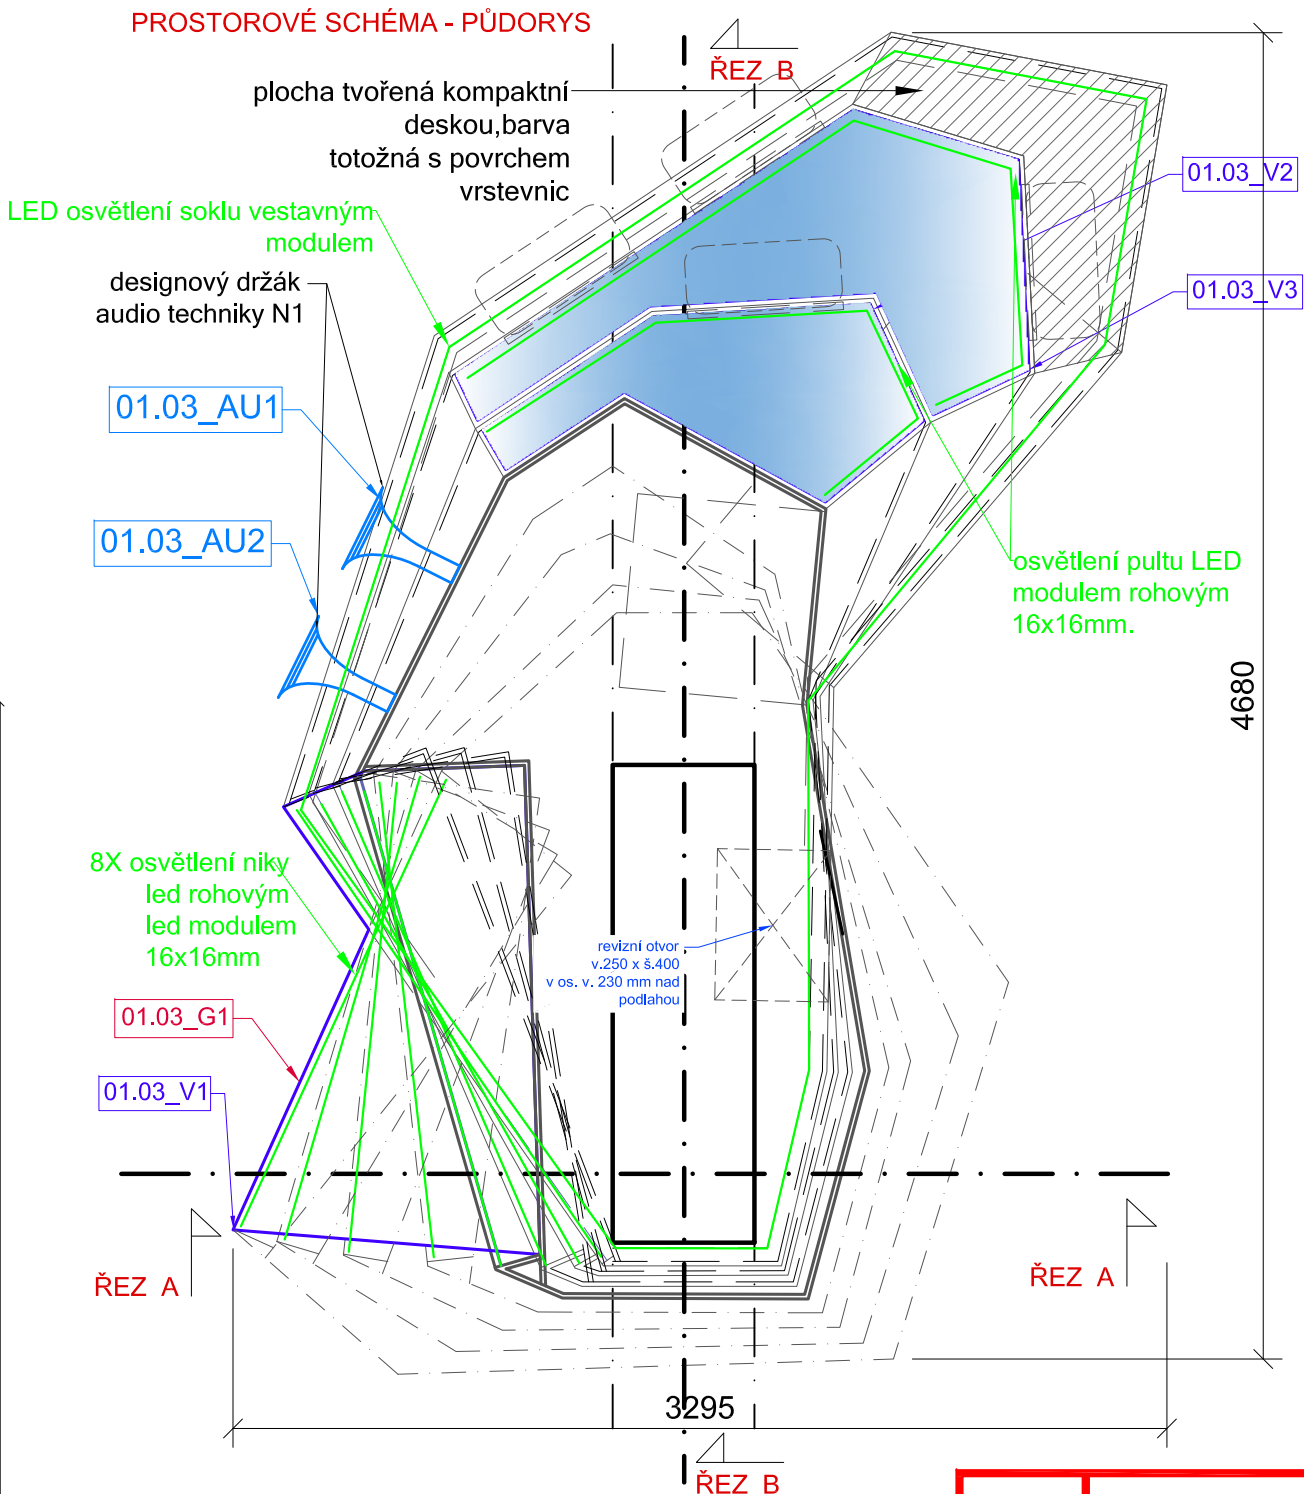 PROSTOROVÉ SCHÉMA - PŮDORYS
ŘEZ B
plocha tvořená kompaktní
deskou,barva
totožná s povrchem
vrstevnic
01.03_V2
LED osvětlení soklu vestavným
modulem
designový držák
audio techniky N1
01.03_V3
01.03_AU1
01.03_AU2
osvětlení pultu LED
modulem rohovým
16x16mm.
4680
8X osvětlení niky
led rohovým
led modulem
16x16mm
revizní otvor
v.250 x š.400
v os. v. 230 mm nad
podlahou
01.03_G1
01.03_V1
ŘEZ A
ŘEZ A
3295
ŘEZ B